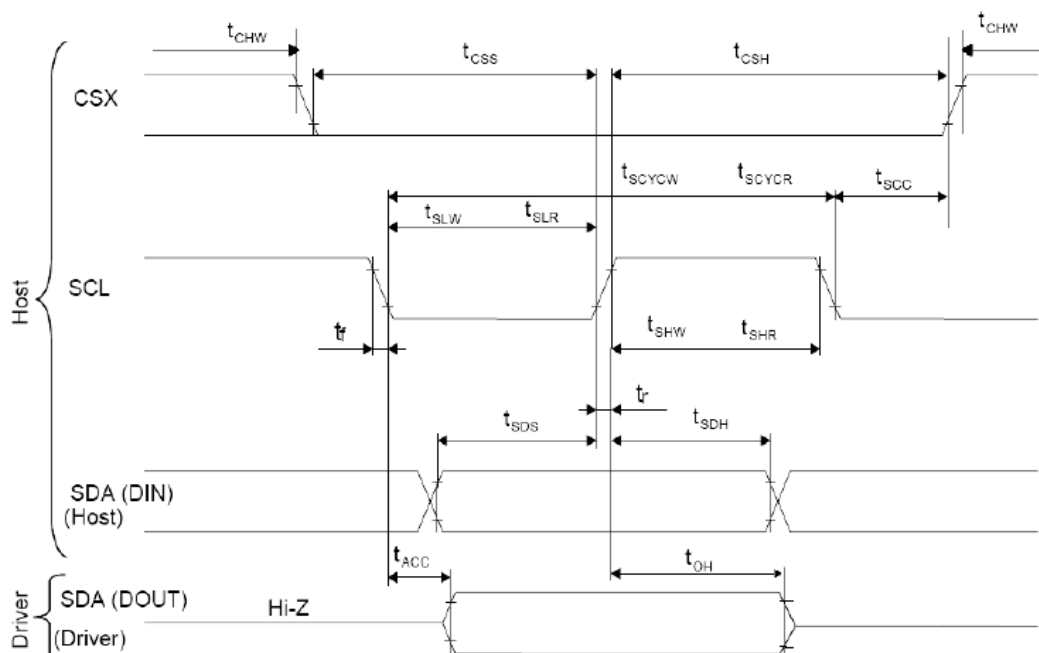 tCHW
tCHW
tCSS
tCSH
CSX
tSCYCW
tSCYCR
tSCC
tSLW
tSLR
Host
SCL
tf
tSHW
tSHR
tr
tSDS
tSDH
SDA (DIN)
(Host)
tACC
tOH
Driver
SDA (DOUT)
(Driver)
Hi-Z